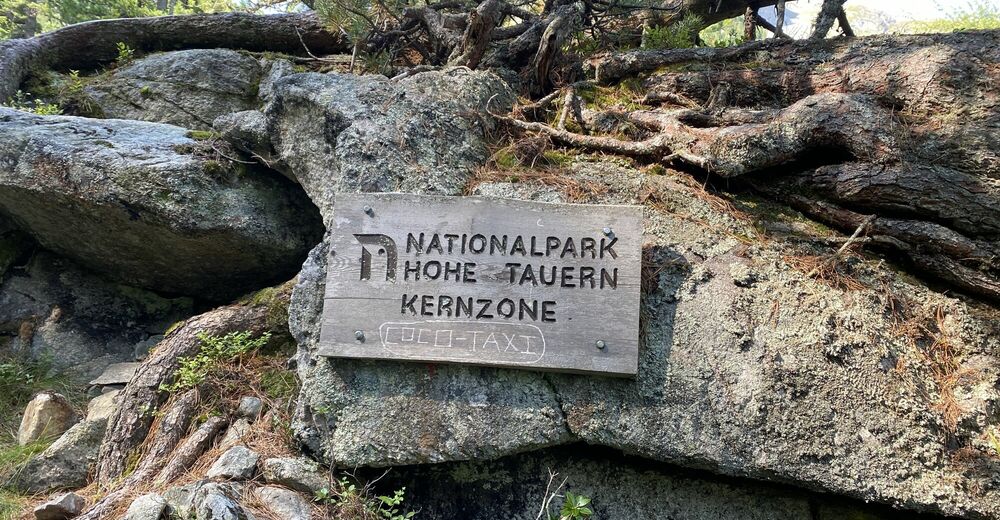 NATIONALPARK
HOHE TAUERN
KERNZONE
COCO-TAXI